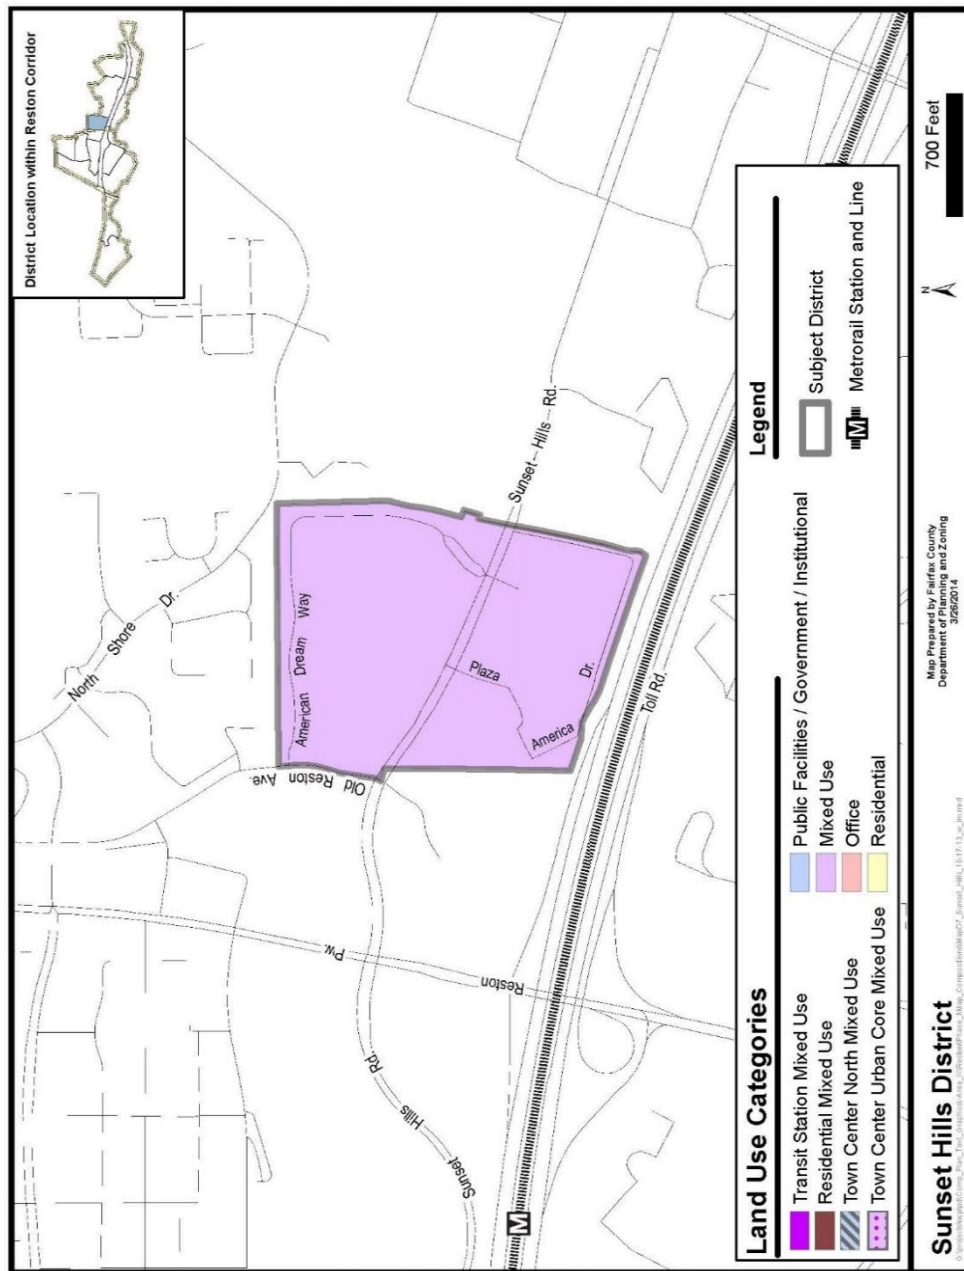 District Location within Reston Corridor
North Shore Dr.
American Dream Way
Old Reston Ave.
Sunset Hills Rd.
Plaza
America
Dr.
Toll Rd.
Reston Pw.
Sunset Hills Rd
M
Land Use Categories
Transit Station Mixed Use
Residential Mixed Use
Town Center North Mixed Use
Town Center Urban Core Mixed Use
Public Facilities / Government / Institutional
Mixed Use
Office
Residential
Legend
Subject District
M
Metrorail Station and Line
Sunset Hills District
Map Prepared by Fairfax County
Department of Planning and Zoning
3/26/2014
N
700 Feet